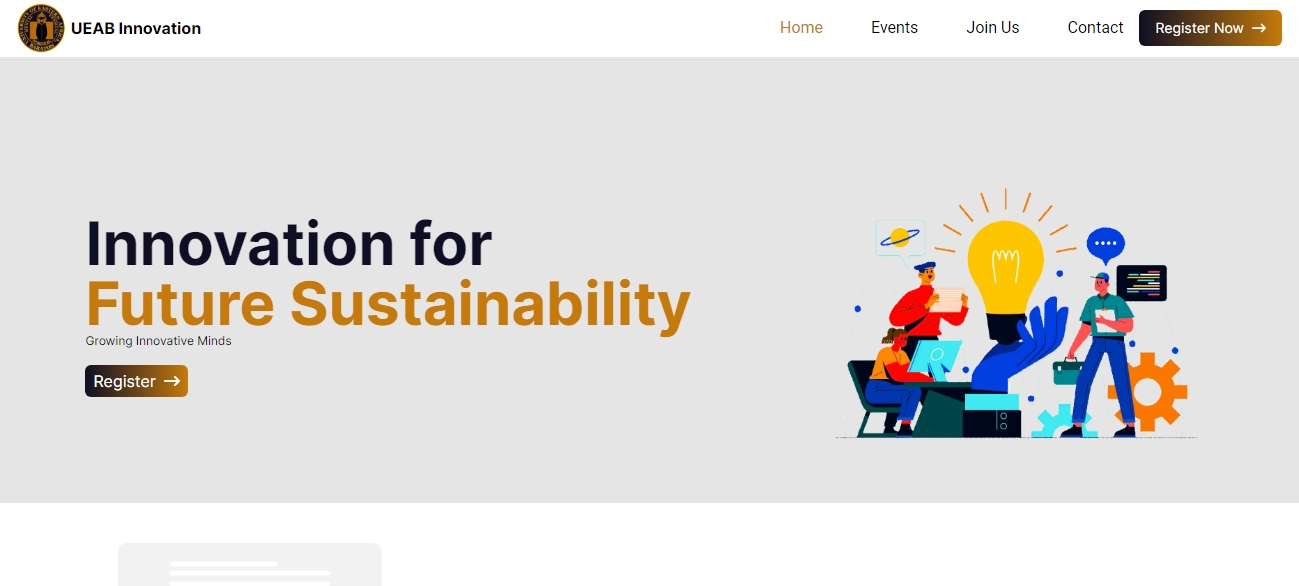 UEAB Innovation
Home
Events
Join Us
Contact
Register Now →
Innovation for
Future Sustainability
Growing Innovative Minds
Register →